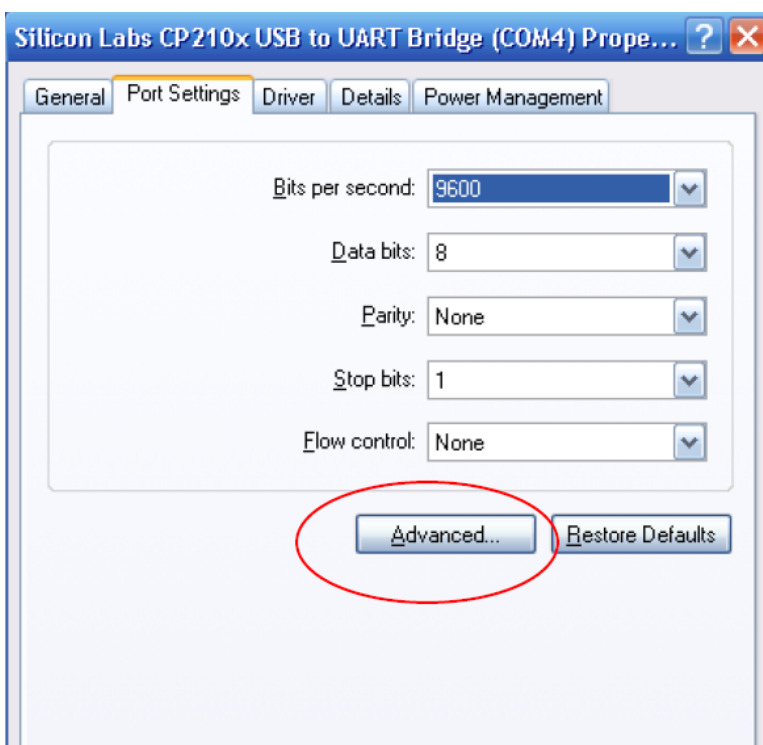 Silicon Labs CP210x USB to UART Bridge (COM4) Prope...
General Port Settings Driver Details Power Management
Bits per second: 9600
Data bits: 8
Parity: None
Stop bits: 1
Flow control: None
Advanced... Restore Defaults